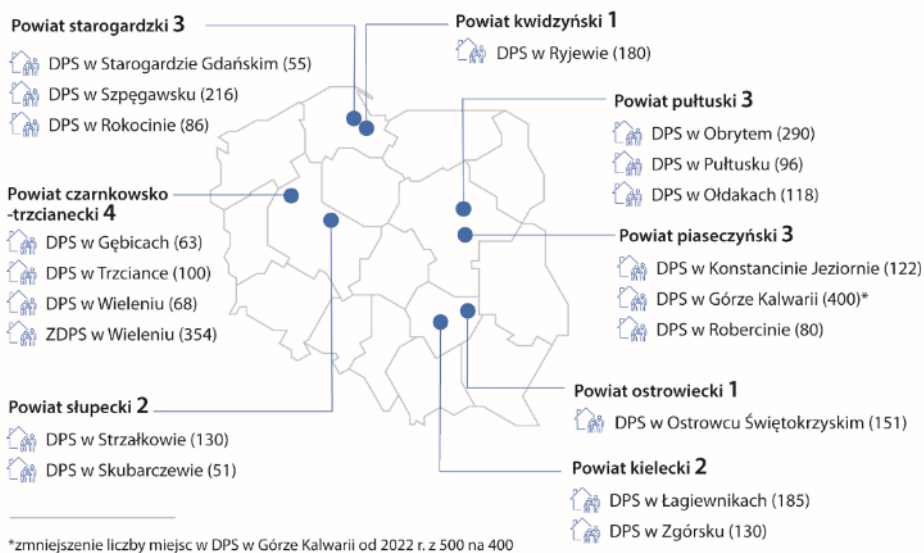 Powiat starogardzki 3
DPS w Starogardzie Gdańskim (55)
DPS w Szpęgawsku (216)
DPS w Rokocinie (86)
Powiat kwidzyński 1
DPS w Ryjewie (180)
Powiat pułtuski 3
DPS w Obrytem (290)
DPS w Pułtusku (96)
DPS w Ołdakach (118)
Powiat czarnkowsko
-trzcianecki 4
DPS w Gębicach (63)
DPS w Trzciance (100)
DPS w Wieleniu (68)
ZDPS w Wieleniu (354)
Powiat piaseczyński 3
DPS w Konstancinie Jeziornie (122)
DPS w Górze Kalwarii (400)*
DPS w Robercinie (80)
Powiat słupecki 2
DPS w Strzałkowie (130)
DPS w Skubarczewie (51)
Powiat ostrowiecki 1
DPS w Ostrowcu Świętokrzyskim (151)
Powiat kielecki 2
DPS w Łagiewnikach (185)
DPS w Zgórsku (130)
*zmniejszenie liczby miejsc w DPS w Górze Kalwarii od 2022 r. z 500 na 400